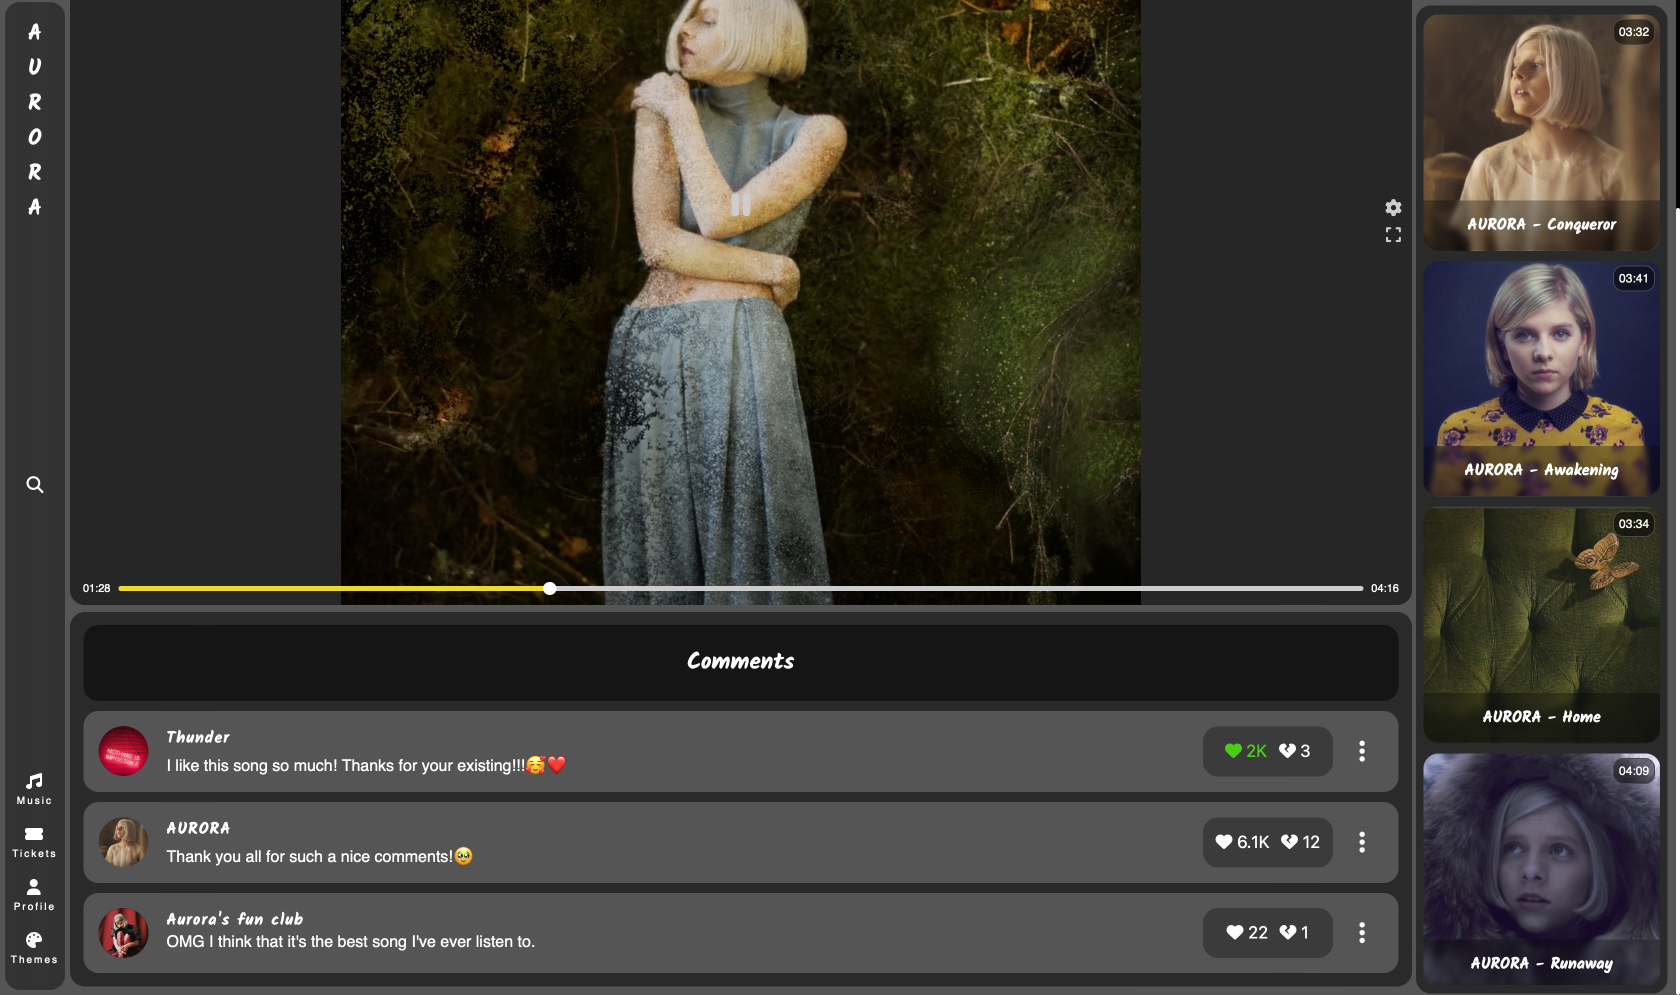 A
U
R
O
R
A
Music
Tickets
Profile
Themes
01:28
04:16
Comments
Thunder
I like this song so much! Thanks for your existing!!!🥰❤️
2K
3
AURORA
Thank you all for such a nice comments!🥹
6.1K
12
Aurora's fun club
OMG I think that it's the best song I've ever listen to.
22
1
03:32
AURORA - Conqueror
03:41
AURORA - Awakening
03:34
AURORA - Home
04:09
AURORA - Runaway